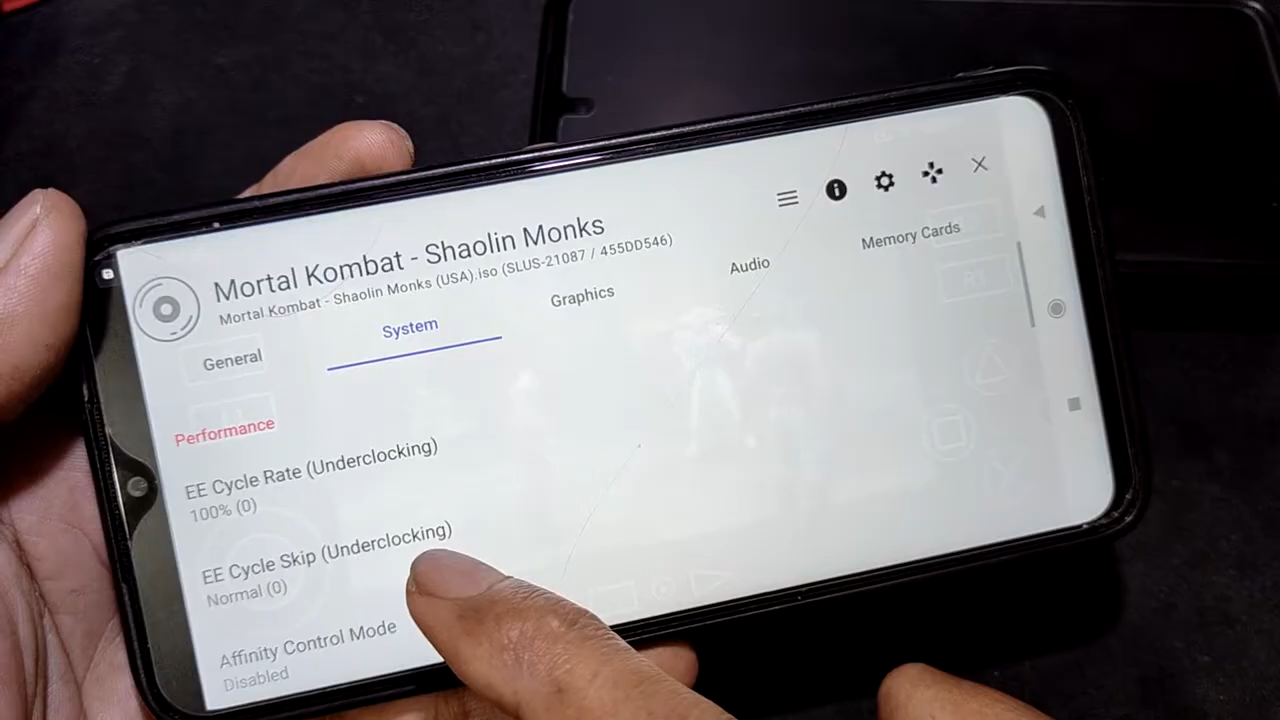 Mortal Kombat - Shaolin Monks
Mortal Kombat - Shaolin Monks (USA).iso (SLUS-21087 / 455DD546)
General
System
Graphics
Audio
Memory Cards
Performance
EE Cycle Rate (Underclocking)
100% (0)
EE Cycle Skip (Underclocking)
Normal (0)
Affinity Control Mode
Disabled